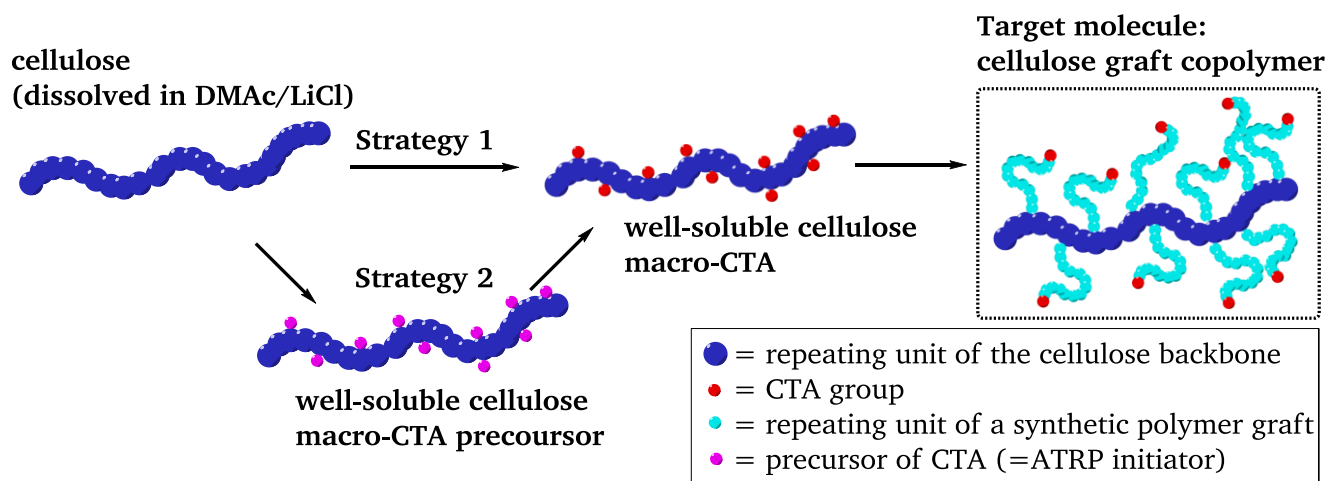 Target molecule:
cellulose graft copolymer
cellulose
(dissolved in DMAc/LiCl)
Strategy 1
well-soluble cellulose
macro-CTA
Strategy 2
well-soluble cellulose
macro-CTA precoursor
= repeating unit of the cellulose backbone
= CTA group
= repeating unit of a synthetic polymer graft
= precursor of CTA (=ATRP initiator)